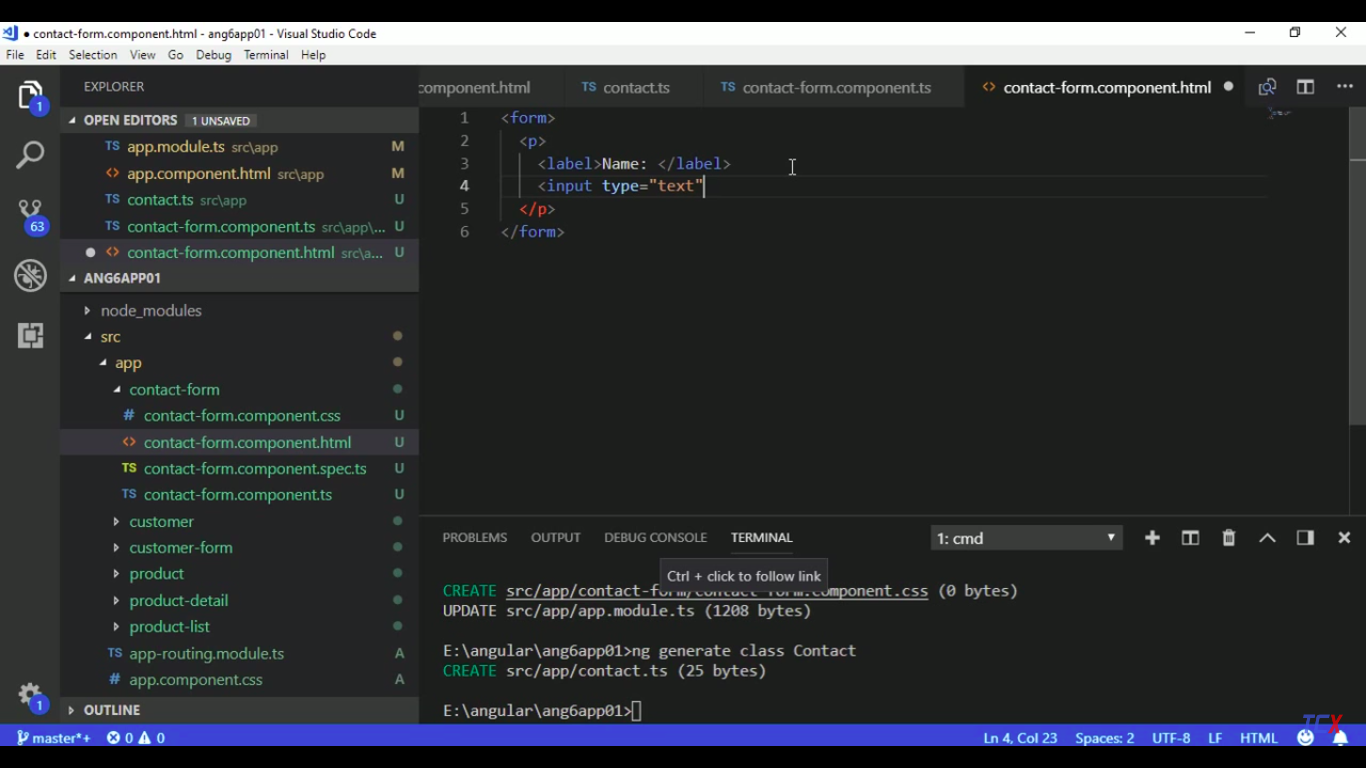 ● contact-form.component.html - ang6app01 - Visual Studio Code
File Edit Selection View Go Debug Terminal Help
EXPLORER
component.html
TS contact.ts
TS contact-form.component.ts
<> contact-form.component.html ●
OPEN EDITORS 1 UNSAVED
TS app.module.ts src\app M
<> app.component.html src\app M
TS contact.ts src\app U
TS contact-form.component.ts src\app\... U
● <> contact-form.component.html src\a... U
ANG6APP01
node_modules
src
app
contact-form
# contact-form.component.css U
<> contact-form.component.html U
TS contact-form.component.spec.ts U
TS contact-form.component.ts U
customer
customer-form
product
product-detail
product-list
TS app-routing.module.ts A
# app.component.css A
OUTLINE
1
63
1
1 <form>
2 <p>
3 <label>Name: </label>
4 <input type="text"
5 </p>
6 </form>
PROBLEMS OUTPUT DEBUG CONSOLE TERMINAL 1: cmd
Ctrl + click to follow link
CREATE src/app/contact-form/contact-form.component.css (0 bytes)
UPDATE src/app/app.module.ts (1208 bytes)
E:\angular\ang6app01>ng generate class Contact
CREATE src/app/contact.ts (25 bytes)
E:\angular\ang6app01>
TCX
master*+ 0 0 Ln 4, Col 23 Spaces: 2 UTF-8 LF HTML